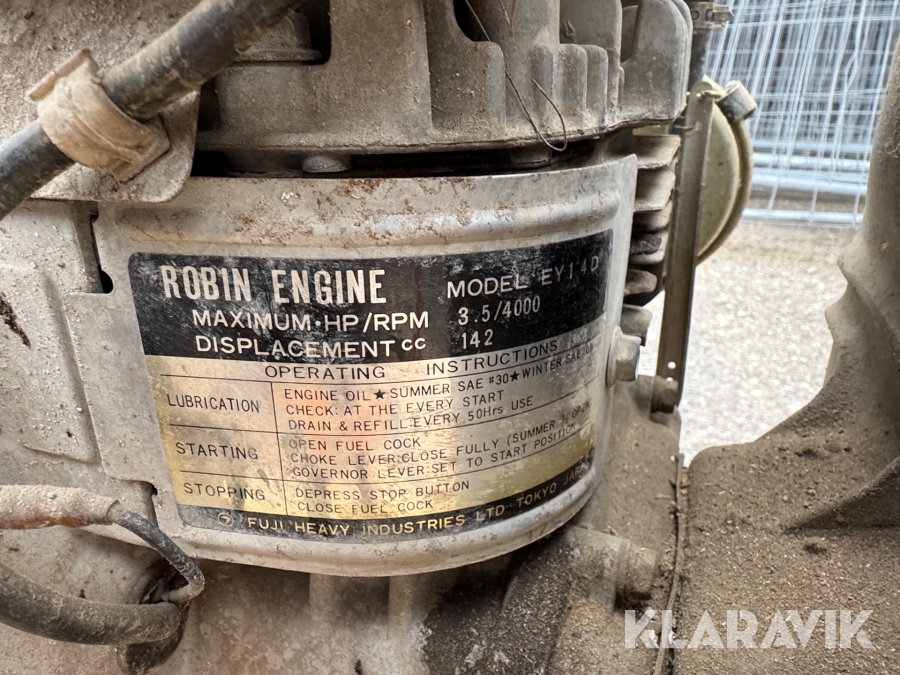 ROBIN ENGINE MODEL EY14D
MAXIMUM·HP/RPM 3.5/4000
DISPLACEMENT CC 142
OPERATING INSTRUCTIONS
LUBRICATION
ENGINE OIL★SUMMER SAE #30★WINTER SAE
CHECK: AT THE EVERY START
DRAIN & REFILL: EVERY 50Hrs USE
STARTING
OPEN FUEL COCK
CHOKE LEVER: CLOSE FULLY (SUMMER
GOVERNOR LEVER: SET TO START POSITION
STOPPING
DEPRESS STOP BUTTON
CLOSE FUEL COCK
FUJI HEAVY INDUSTRIES LTD TOKYO JAPAN
KLARAVIK